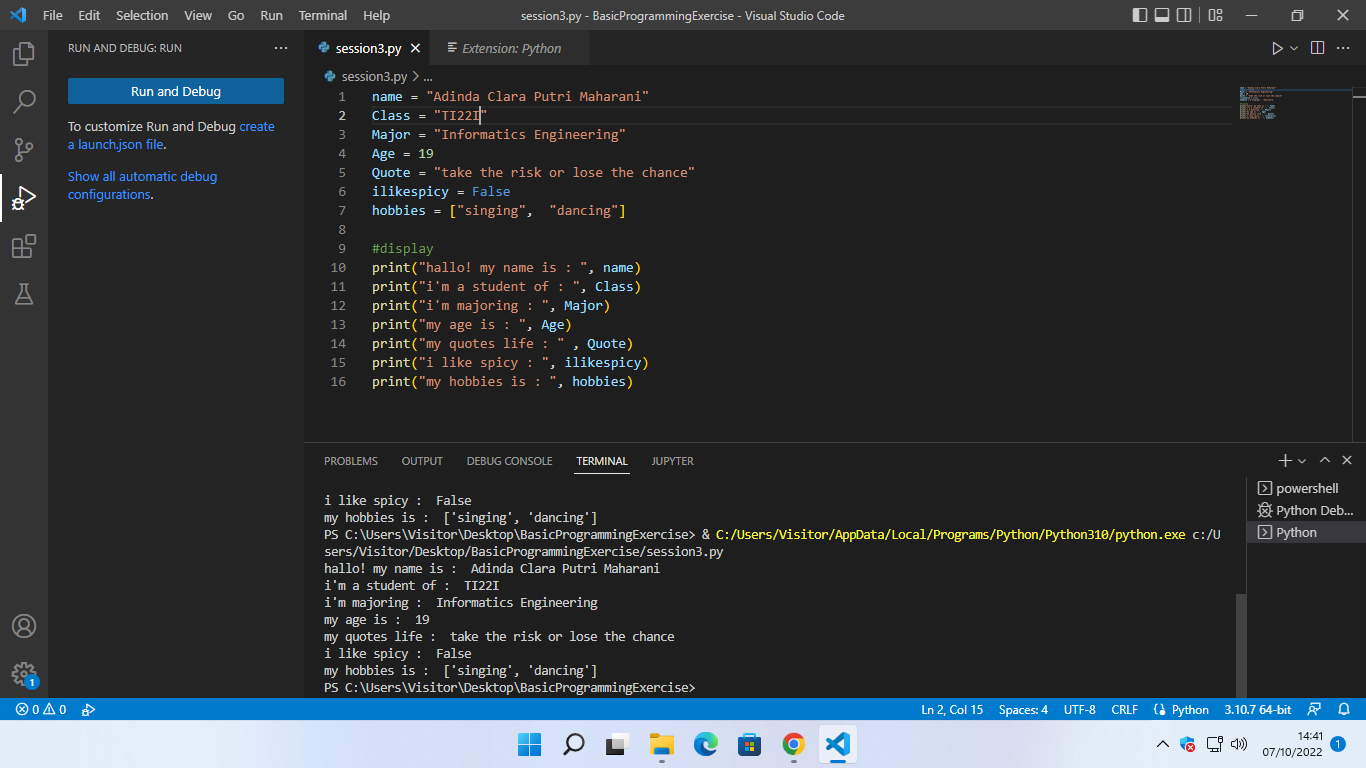 File Edit Selection View Go Run Terminal Help session3.py - BasicProgrammingExercise - Visual Studio Code
RUN AND DEBUG: RUN
Run and Debug
To customize Run and Debug create
a launch.json file.
Show all automatic debug
configurations.
session3.py Extension: Python
session3.py > ...
1 name = "Adinda Clara Putri Maharani"
2 Class = "TI22I"
3 Major = "Informatics Engineering"
4 Age = 19
5 Quote = "take the risk or lose the chance"
6 ilikespicy = False
7 hobbies = ["singing",  "dancing"]
8
9 #display
10 print("hallo! my name is : ", name)
11 print("i'm a student of : ", Class)
12 print("i'm majoring : ", Major)
13 print("my age is : ", Age)
14 print("my quotes life : " , Quote)
15 print("i like spicy : ", ilikespicy)
16 print("my hobbies is : ", hobbies)
PROBLEMS OUTPUT DEBUG CONSOLE TERMINAL JUPYTER
i like spicy :  False
my hobbies is :  ['singing', 'dancing']
PS C:\Users\Visitor\Desktop\BasicProgrammingExercise> & C:/Users/Visitor/AppData/Local/Programs/Python/Python310/python.exe c:/U
sers/Visitor/Desktop/BasicProgrammingExercise/session3.py
hallo! my name is :  Adinda Clara Putri Maharani
i'm a student of :  TI22I
i'm majoring :  Informatics Engineering
my age is :  19
my quotes life :  take the risk or lose the chance
i like spicy :  False
my hobbies is :  ['singing', 'dancing']
PS C:\Users\Visitor\Desktop\BasicProgrammingExercise>
powershell
Python Deb...
Python
1
0 0 Ln 2, Col 15 Spaces: 4 UTF-8 CRLF Python 3.10.7 64-bit
14:41
07/10/2022 1